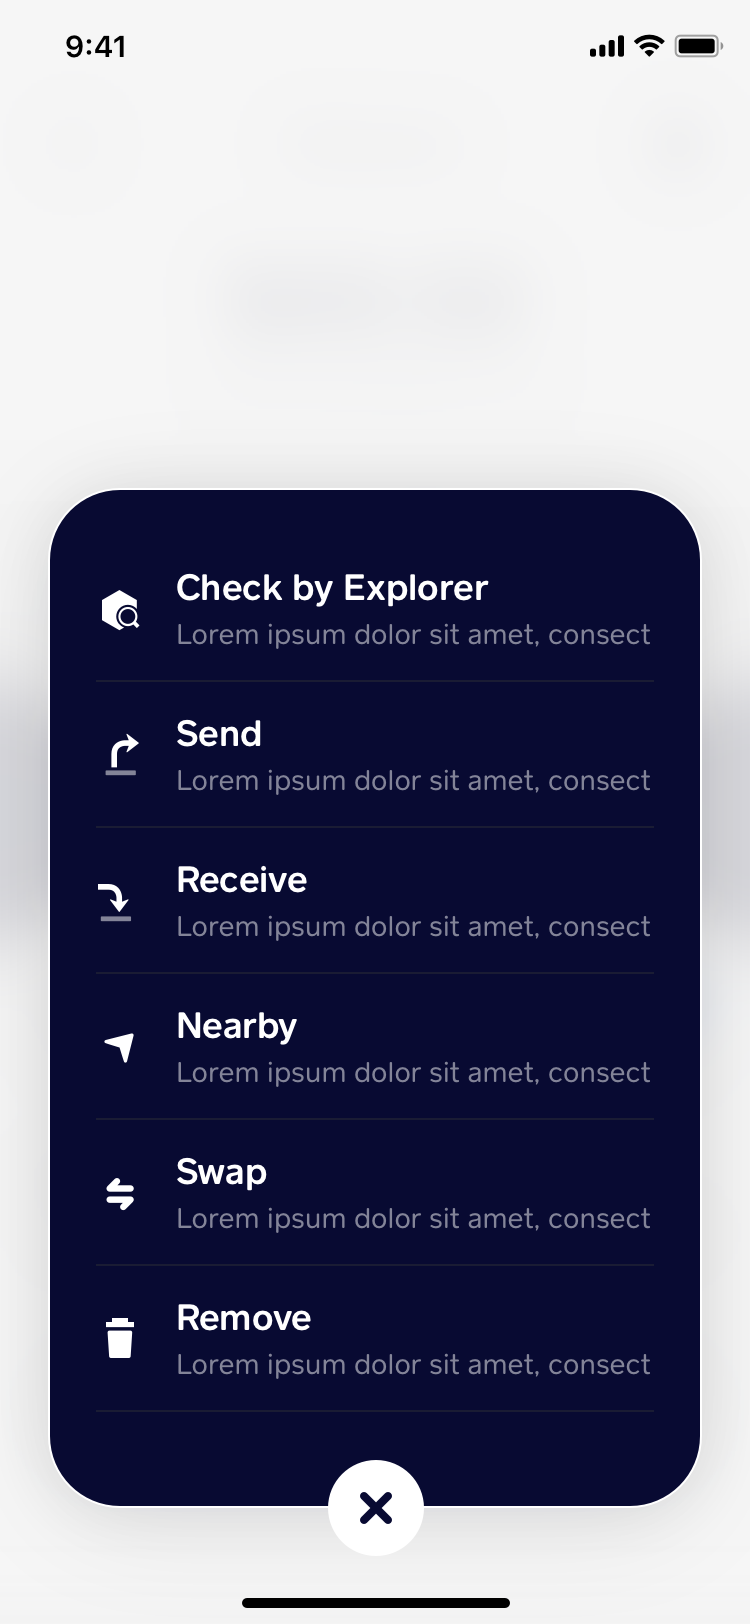 9:41
Check by Explorer
Lorem ipsum dolor sit amet, consect
Send
Lorem ipsum dolor sit amet, consect
Receive
Lorem ipsum dolor sit amet, consect
Nearby
Lorem ipsum dolor sit amet, consect
Swap
Lorem ipsum dolor sit amet, consect
Remove
Lorem ipsum dolor sit amet, consect